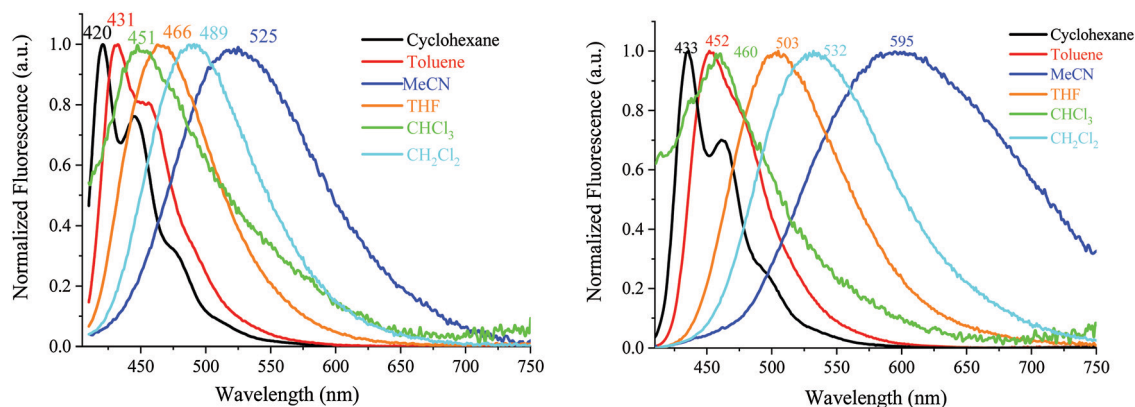 420 431 451 466 489 525
Normalized Fluorescence (a.u.)
1.0
0.8
0.6
0.4
0.2
0.0
Cyclohexane
Toluene
MeCN
THF
CHCl3
CH2Cl2
450 500 550 600 650 700 750
Wavelength (nm)
433 452 460 503 532 595
Normalized Fluorescence (a.u.)
1.0
0.8
0.6
0.4
0.2
0.0
Cyclohexane
Toluene
MeCN
THF
CHCl3
CH2Cl2
450 500 550 600 650 700 750
Wavelength (nm)